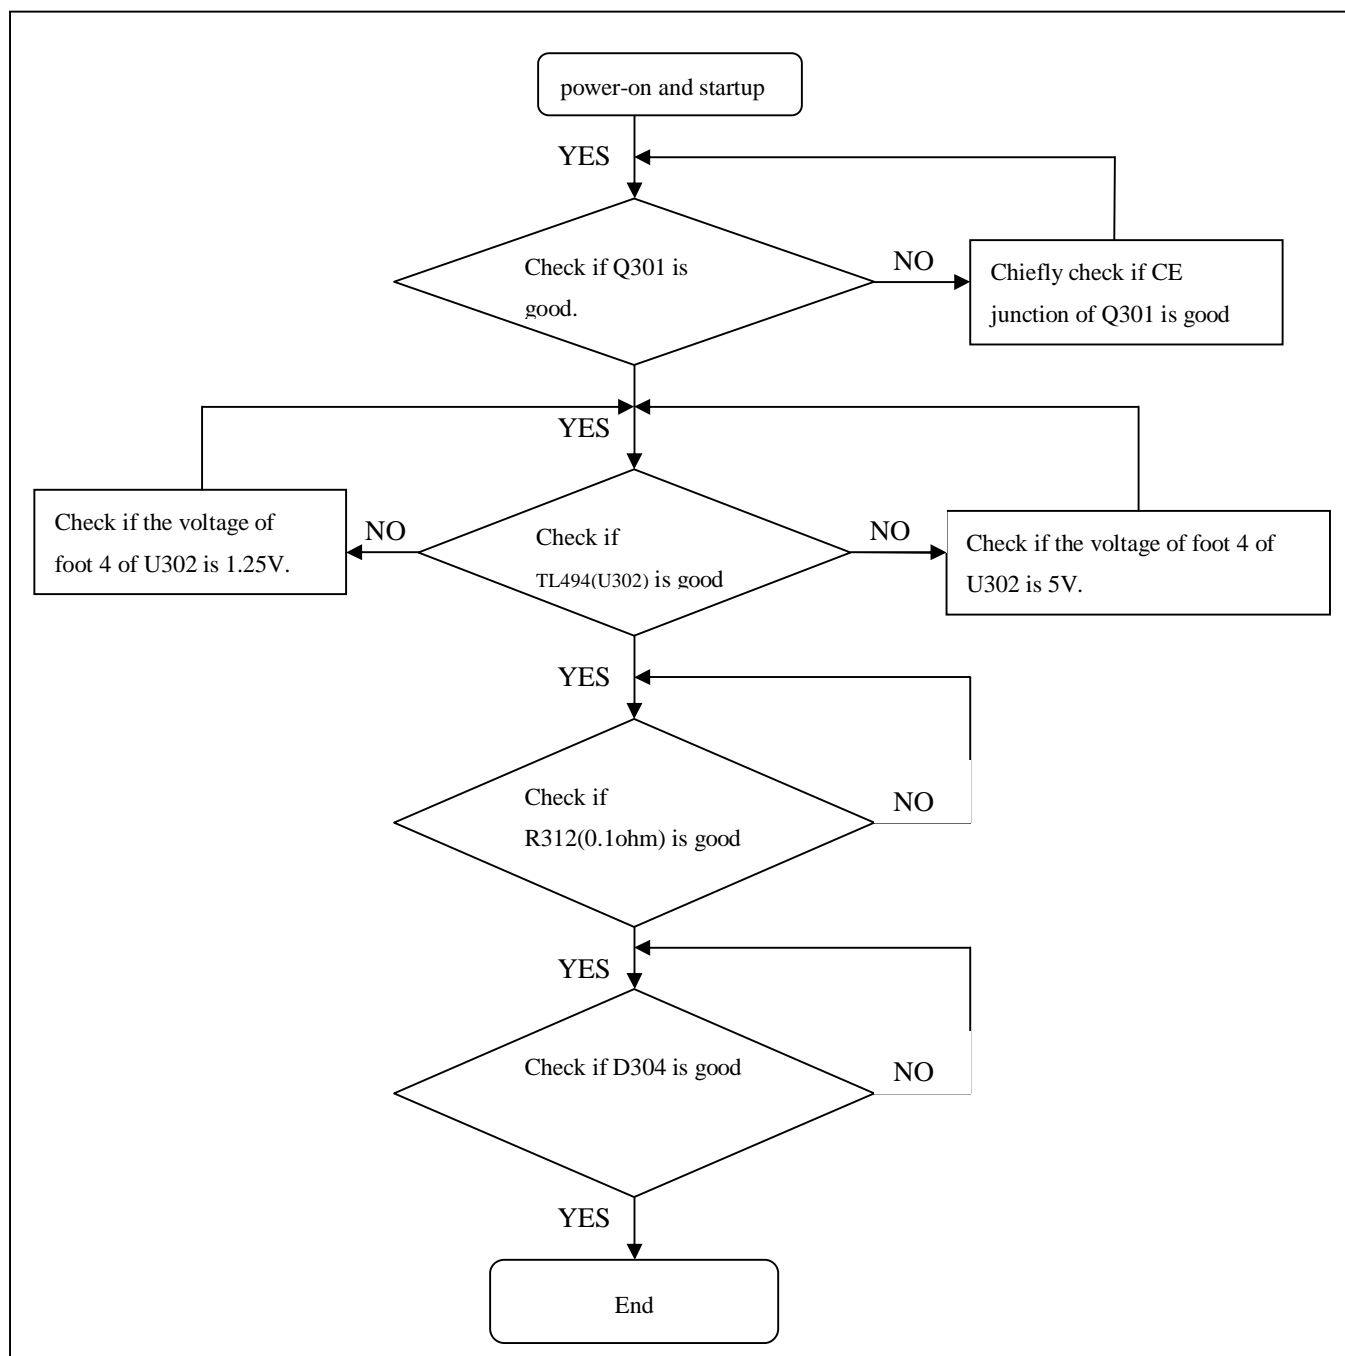 power-on and startup
YES
Check if Q301 is
good.
NO
Chiefly check if CE
junction of Q301 is good
YES
Check if the voltage of
foot 4 of U302 is 1.25V.
NO
Check if
TL494(U302) is good
NO
Check if the voltage of foot 4 of
U302 is 5V.
YES
Check if
R312(0.1ohm) is good
NO
YES
Check if D304 is good
NO
YES
End